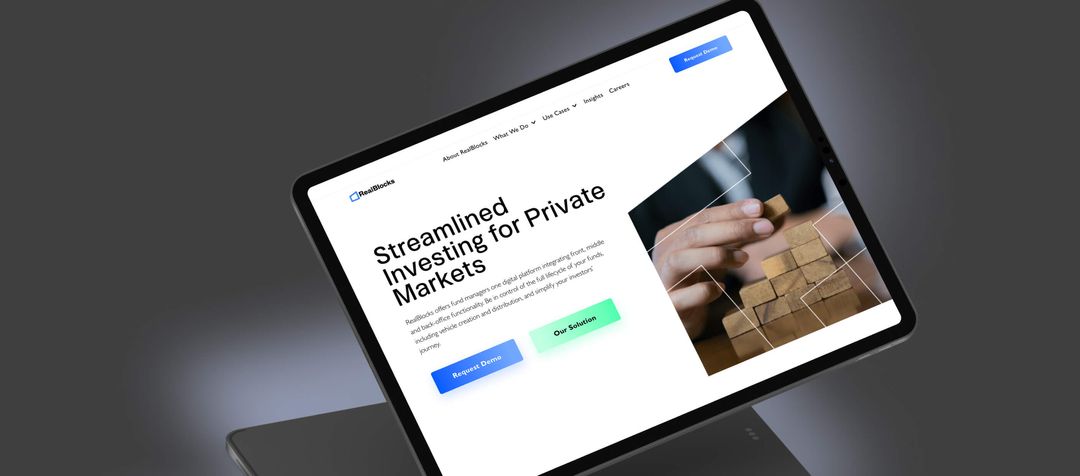 Request Demo
About RealBlocks What We Do Use Cases Insights Careers
RealBlocks
Streamlined
Investing for Private
Markets
RealBlocks offers fund managers one digital platform integrating front, middle
and back-office functionality. Be in control of the full lifecycle of your funds,
including vehicle creation and distribution, and simplify your investors'
journey.
Request Demo
Our Solution